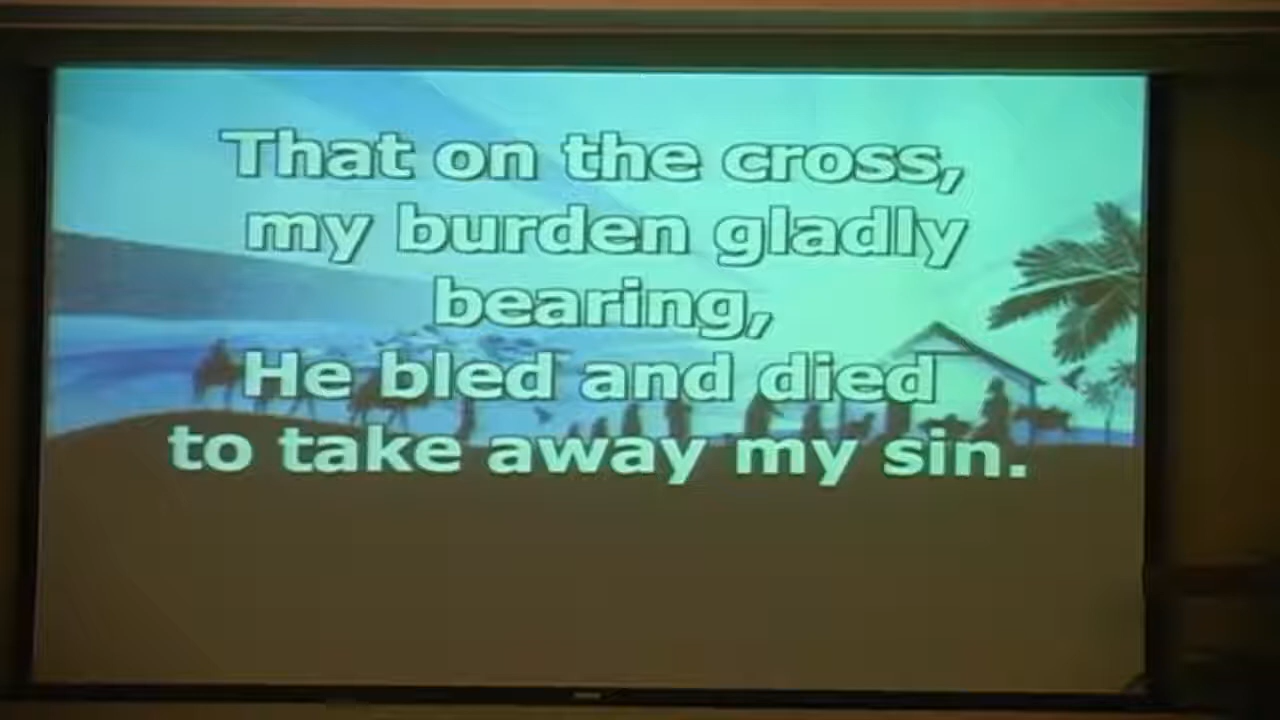 That on the cross,
my burden gladly
bearing,
He bled and died
to take away my sin.